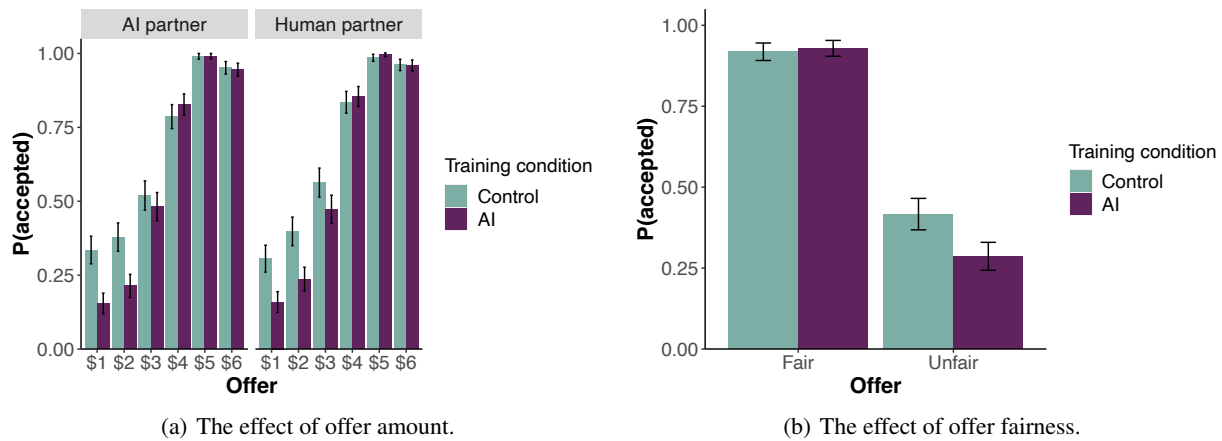 AI partner
Human partner
1.00
0.75
0.50
0.25
0.00
P(accepted)
$1 $2 $3 $4 $5 $6
$1 $2 $3 $4 $5 $6
Offer
Training condition
Control
AI
(a) The effect of offer amount.
1.00
0.75
0.50
0.25
0.00
P(accepted)
Fair
Unfair
Offer
Training condition
Control
AI
(b) The effect of offer fairness.